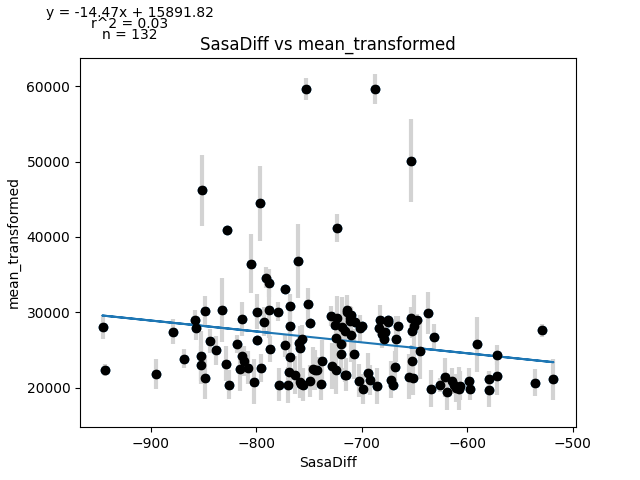 y = -14.47x + 15891.82
r^2 = 0.03
n = 132
SasaDiff vs mean_transformed
mean_transformed
60000
50000
40000
30000
20000
−900 −800 −700 −600 −500
SasaDiff